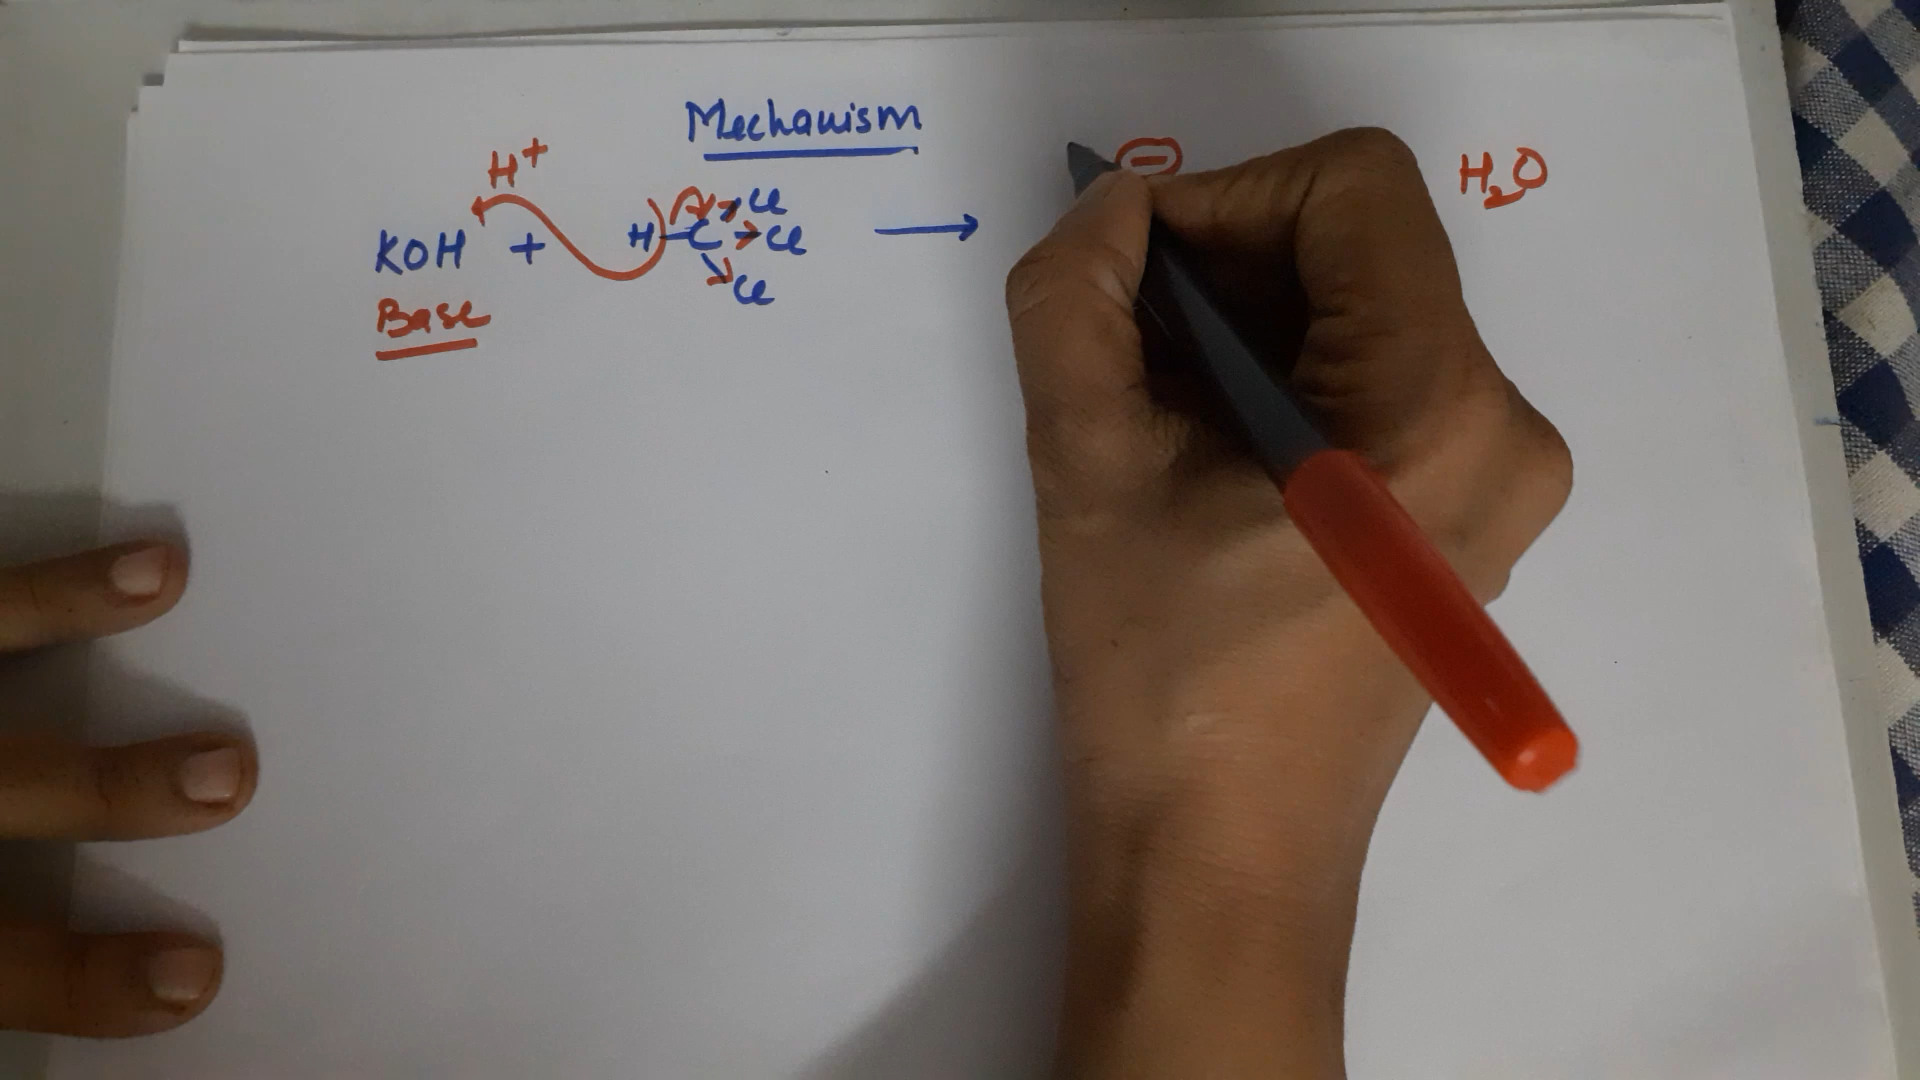 Mechanism
H+
KOH + H-C
Cl
Cl
Cl
→
⊖
H2O
Base